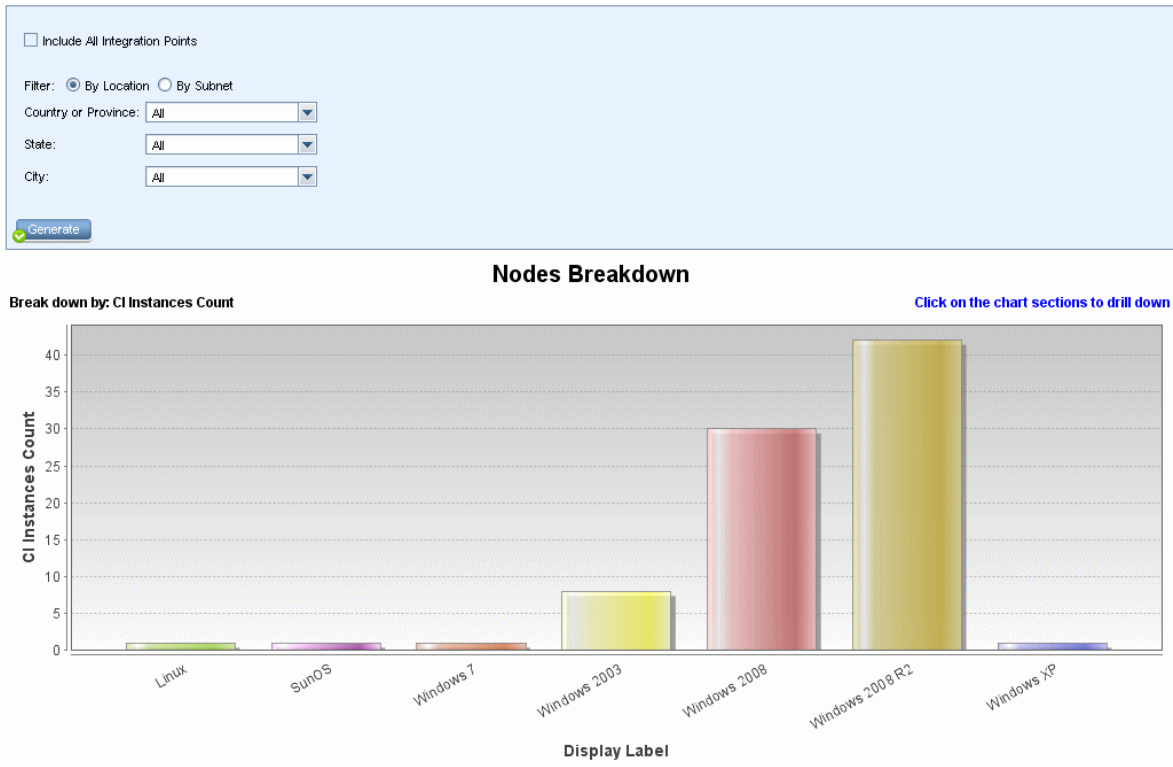 Include All Integration Points
Filter: By Location By Subnet
Country or Province: All
State: All
City: All
Generate
Nodes Breakdown
Break down by: CI Instances Count
Click on the chart sections to drill down
CI Instances Count
40
35
30
25
20
15
10
5
0
Linux
SunOS
Windows 7
Windows 2003
Windows 2008
Windows 2008 R2
Windows XP
Display Label